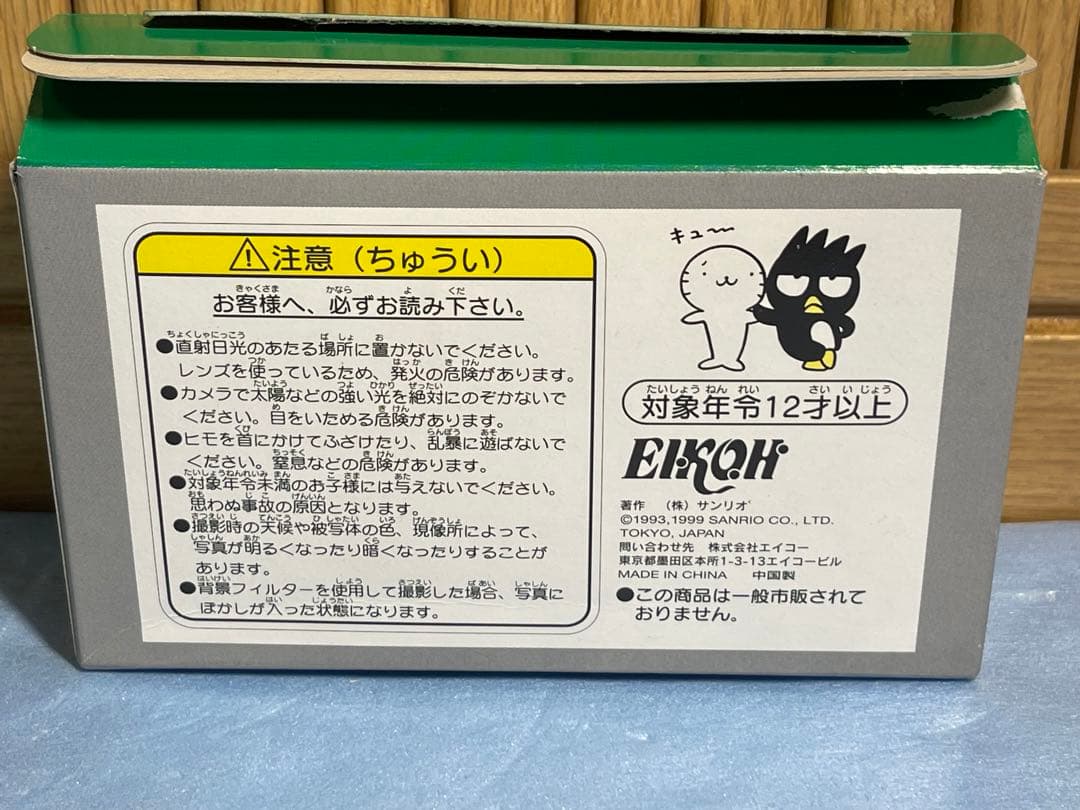 ⚠注意（ちゅうい）
お客様へ、必ずお読み下さい。
●直射日光のあたる場所に置かないでください。
レンズを使っているため、発火の危険があります。
●カメラで太陽などの強い光を絶対にのぞかないで
ください。目をいためる危険があります。
●ヒモを首にかけてふざけたり、乱暴に遊ばないで
ください。窒息などの危険があります。
●対象年令未満のお子様には与えないでください。
思わぬ事故の原因となります。
●撮影時の天候や被写体の色、現像所によって、
写真が明るくなったり暗くなったりすることが
あります。
●背景フィルターを使用して撮影した場合、写真に
ぼかしが入った状態になります。
キュー
対象年令12才以上
EIKOH
著作　（株）サンリオ
©1993,1999 SANRIO CO., LTD.
TOKYO, JAPAN
問い合わせ先　株式会社エイコー
東京都墨田区本所1-3-13エイコービル
MADE IN CHINA　中国製
●この商品は一般市販されて
おりません。